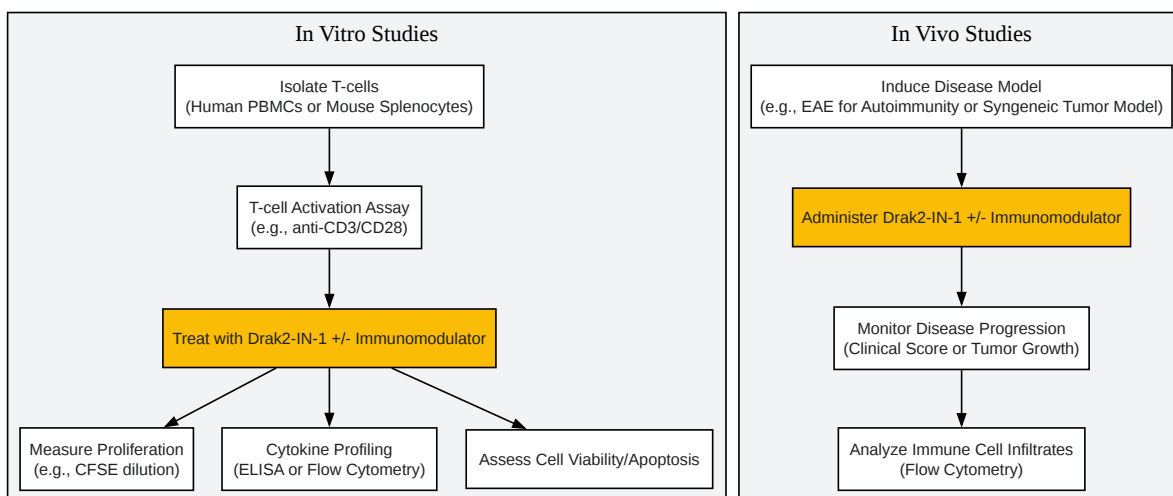 In Vitro Studies
Isolate T-cells
(Human PBMCs or Mouse Splenocytes)
T-cell Activation Assay
(e.g., anti-CD3/CD28)
Treat with Drak2-IN-1 +/- Immunomodulator
Measure Proliferation
(e.g., CFSE dilution)
Cytokine Profiling
(ELISA or Flow Cytometry)
Assess Cell Viability/Apoptosis
In Vivo Studies
Induce Disease Model
(e.g., EAE for Autoimmunity or Syngeneic Tumor Model)
Administer Drak2-IN-1 +/- Immunomodulator
Monitor Disease Progression
(Clinical Score or Tumor Growth)
Analyze Immune Cell Infiltrates
(Flow Cytometry)